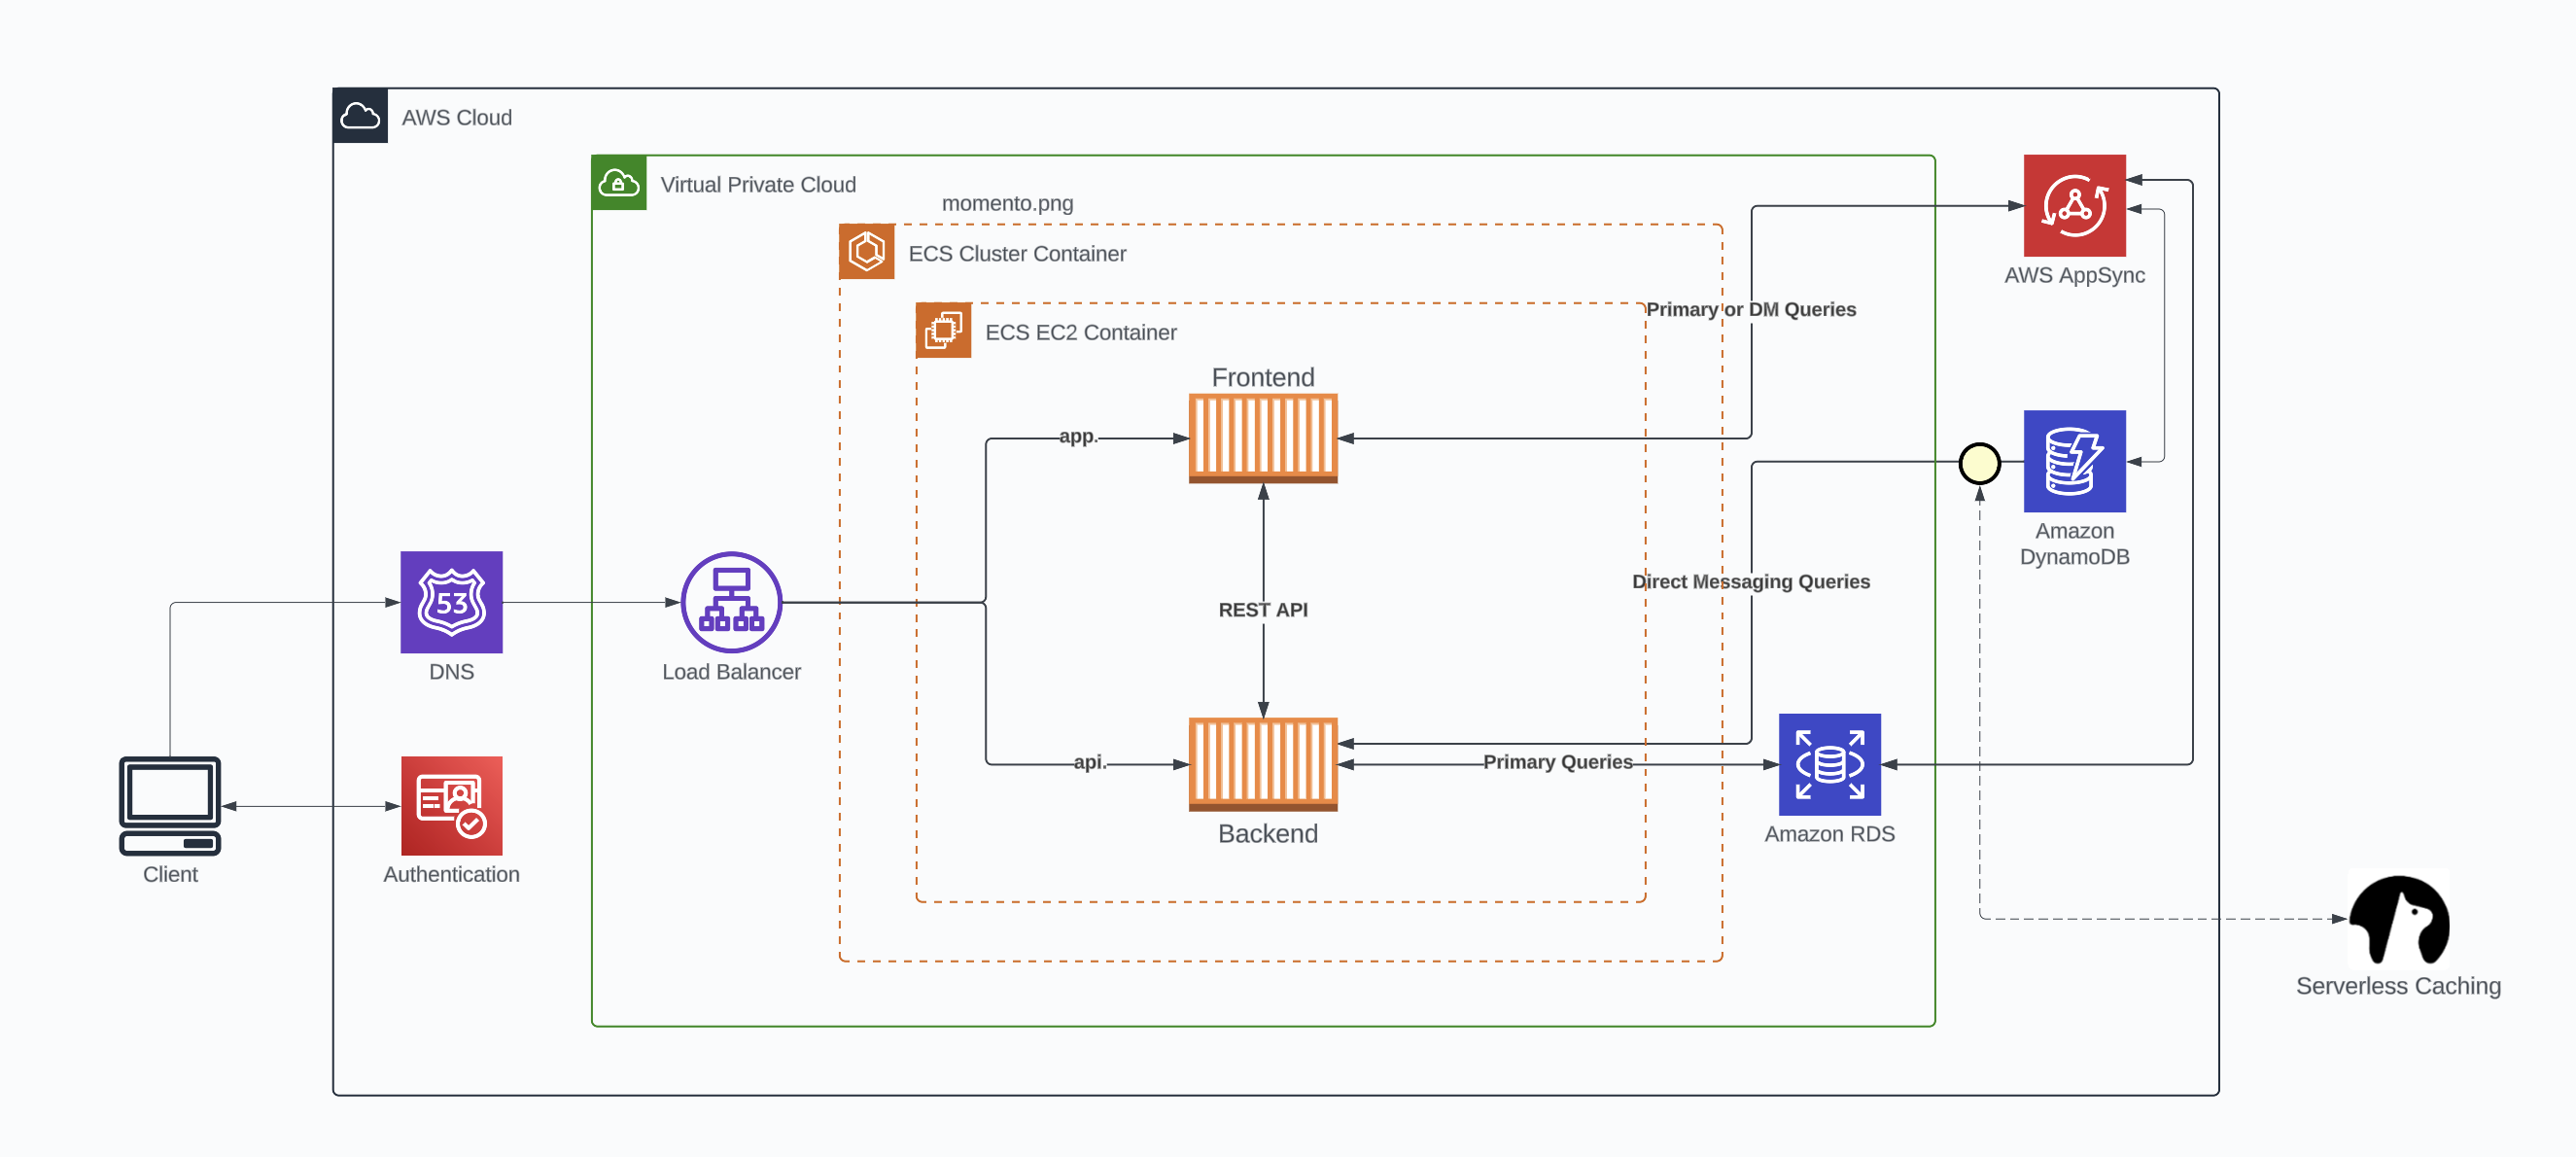 AWS Cloud
Virtual Private Cloud
momento.png
ECS Cluster Container
ECS EC2 Container
Primary or DM Queries
AWS AppSync
Frontend
app.
53
DNS
Load Balancer
REST API
Direct Messaging Queries
Amazon
DynamoDB
api.
Primary Queries
Backend
Amazon RDS
Client
Authentication
Serverless Caching